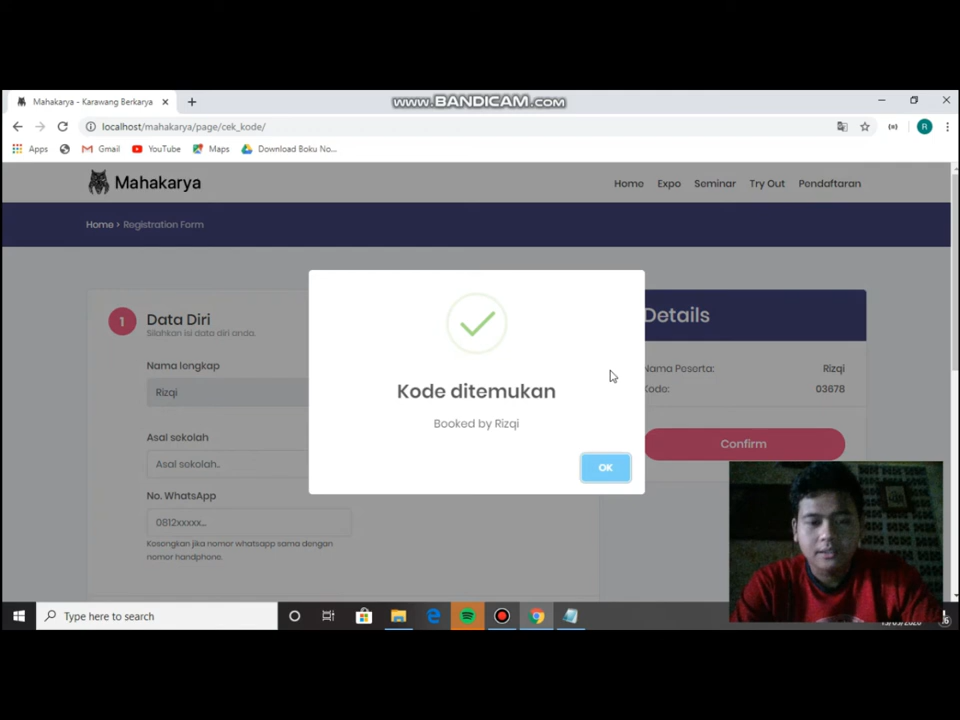 www.BANDICAM.com
Mahakarya - Karawang Berkarya
localhost/mahakarya/page/cek_kode/
R
Apps
Gmail
YouTube
Maps
Download Boku No...
Mahakarya
Home
Expo
Seminar
Try Out
Pendaftaran
Home > Registration Form
1
Data Diri
Silahkan isi data diri anda.
Nama lengkap
Rizqi
Asal sekolah
Asal sekolah..
No. WhatsApp
0812xxxxx...
Kosongkan jika nomor whatsapp sama dengan
nomor handphone.
Kode ditemukan
Booked by Rizqi
OK
Details
Nama Peserta:
Rizqi
Kode:
03678
Confirm
Type here to search